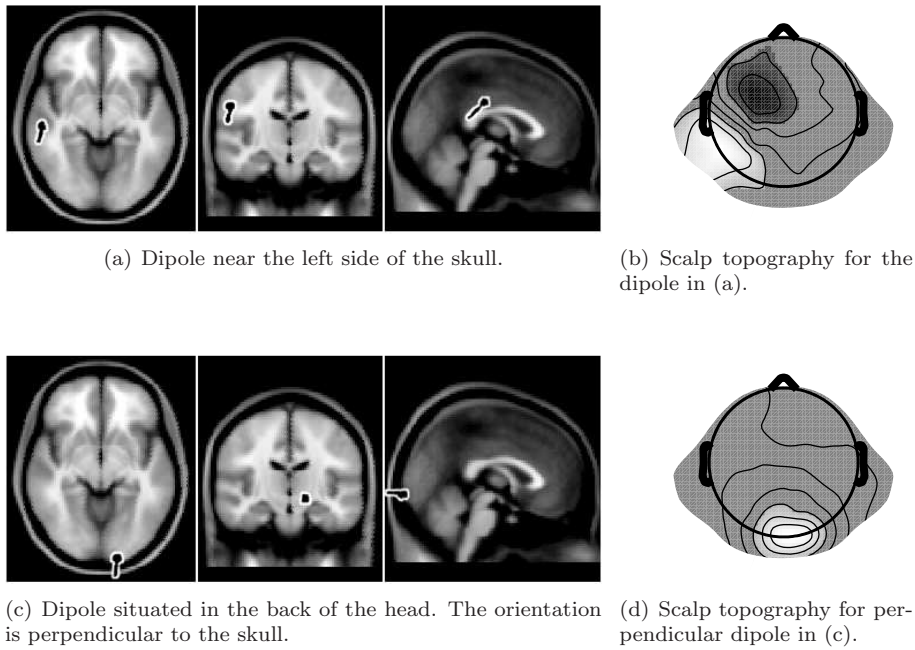 (a) Dipole near the left side of the skull.
(b) Scalp topography for the
dipole in (a).
(c) Dipole situated in the back of the head. The orientation
is perpendicular to the skull.
(d) Scalp topography for per-
pendicular dipole in (c).